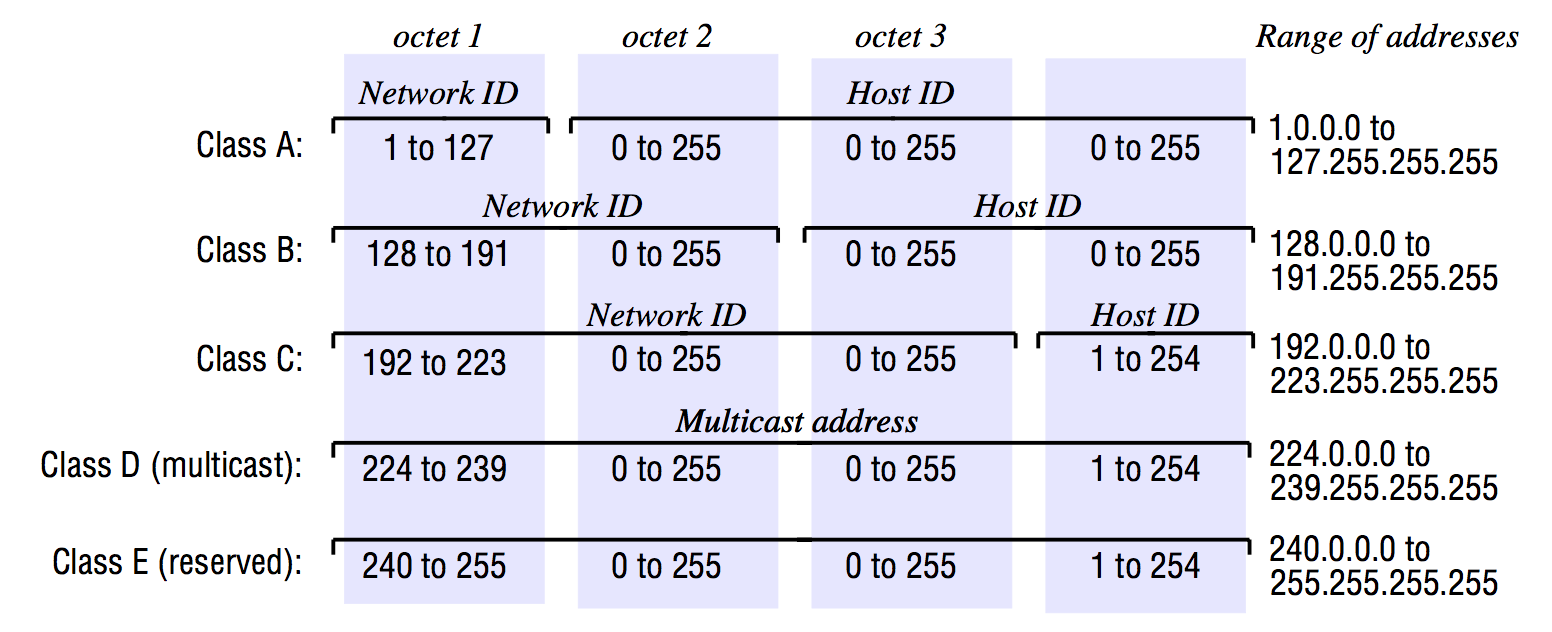 octet 1 octet 2 octet 3 Range of addresses
Network ID Host ID
Class A: 1 to 127 0 to 255 0 to 255 0 to 255 1.0.0.0 to
127.255.255.255
Network ID Host ID
Class B: 128 to 191 0 to 255 0 to 255 0 to 255 128.0.0.0 to
191.255.255.255
Network ID Host ID
Class C: 192 to 223 0 to 255 0 to 255 1 to 254 192.0.0.0 to
223.255.255.255
Multicast address
Class D (multicast): 224 to 239 0 to 255 0 to 255 1 to 254 224.0.0.0 to
239.255.255.255
Class E (reserved): 240 to 255 0 to 255 0 to 255 1 to 254 240.0.0.0 to
255.255.255.255